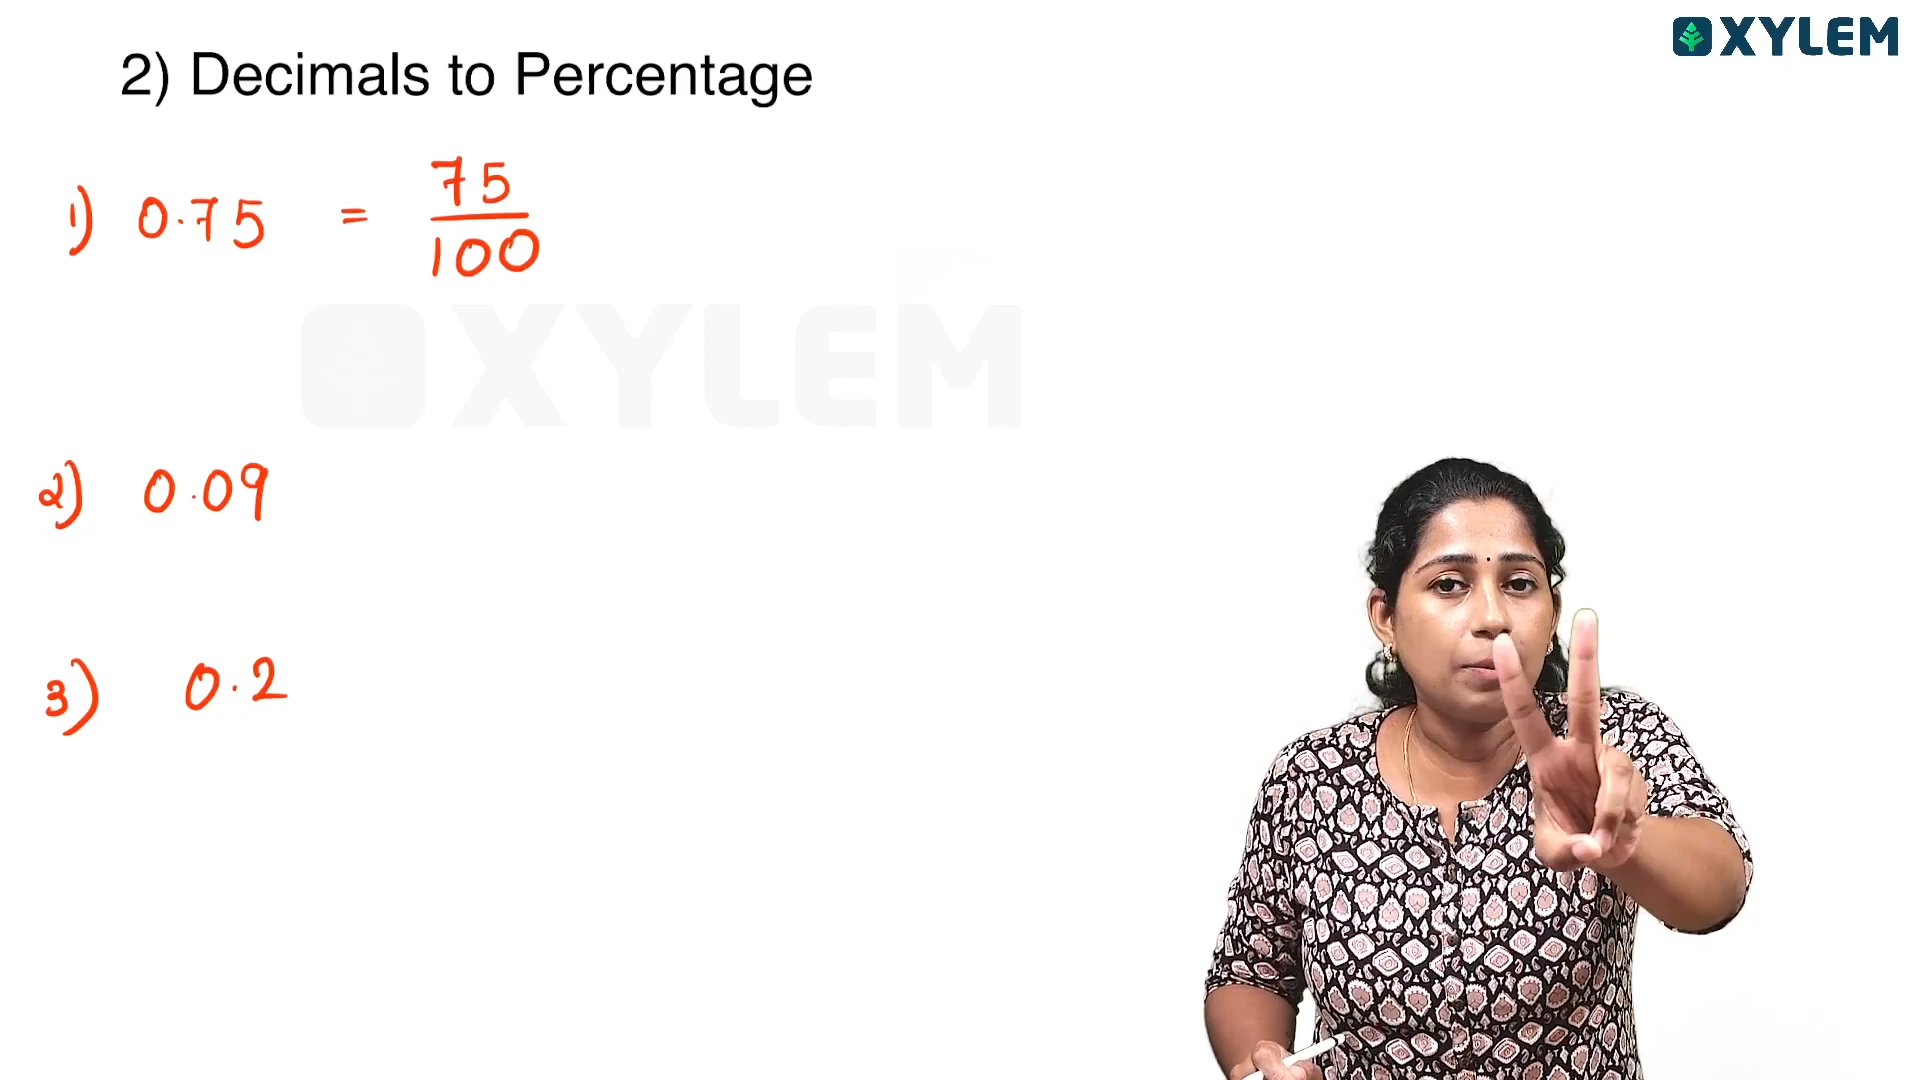 XYLEM
2) Decimals to Percentage
1) 0.75 = 75/100
XYLEM
2) 0.09
3) 0.2